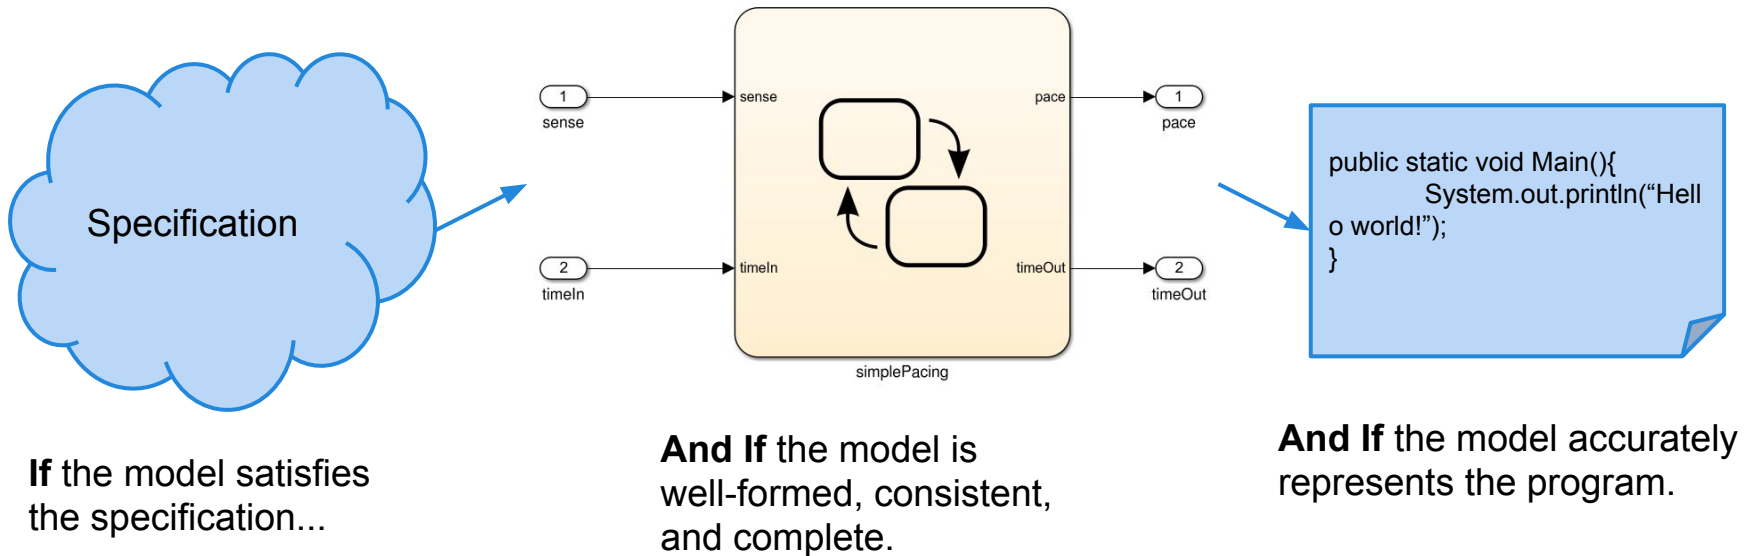 Specification
1
sense
2
timeIn
sense
timeIn
pace
timeOut
simplePacing
1
pace
2
timeOut
public static void Main(){
System.out.println(“Hell
o world!”);
}
If the model satisfies
the specification...
And If the model is
well-formed, consistent,
and complete.
And If the model accurately
represents the program.